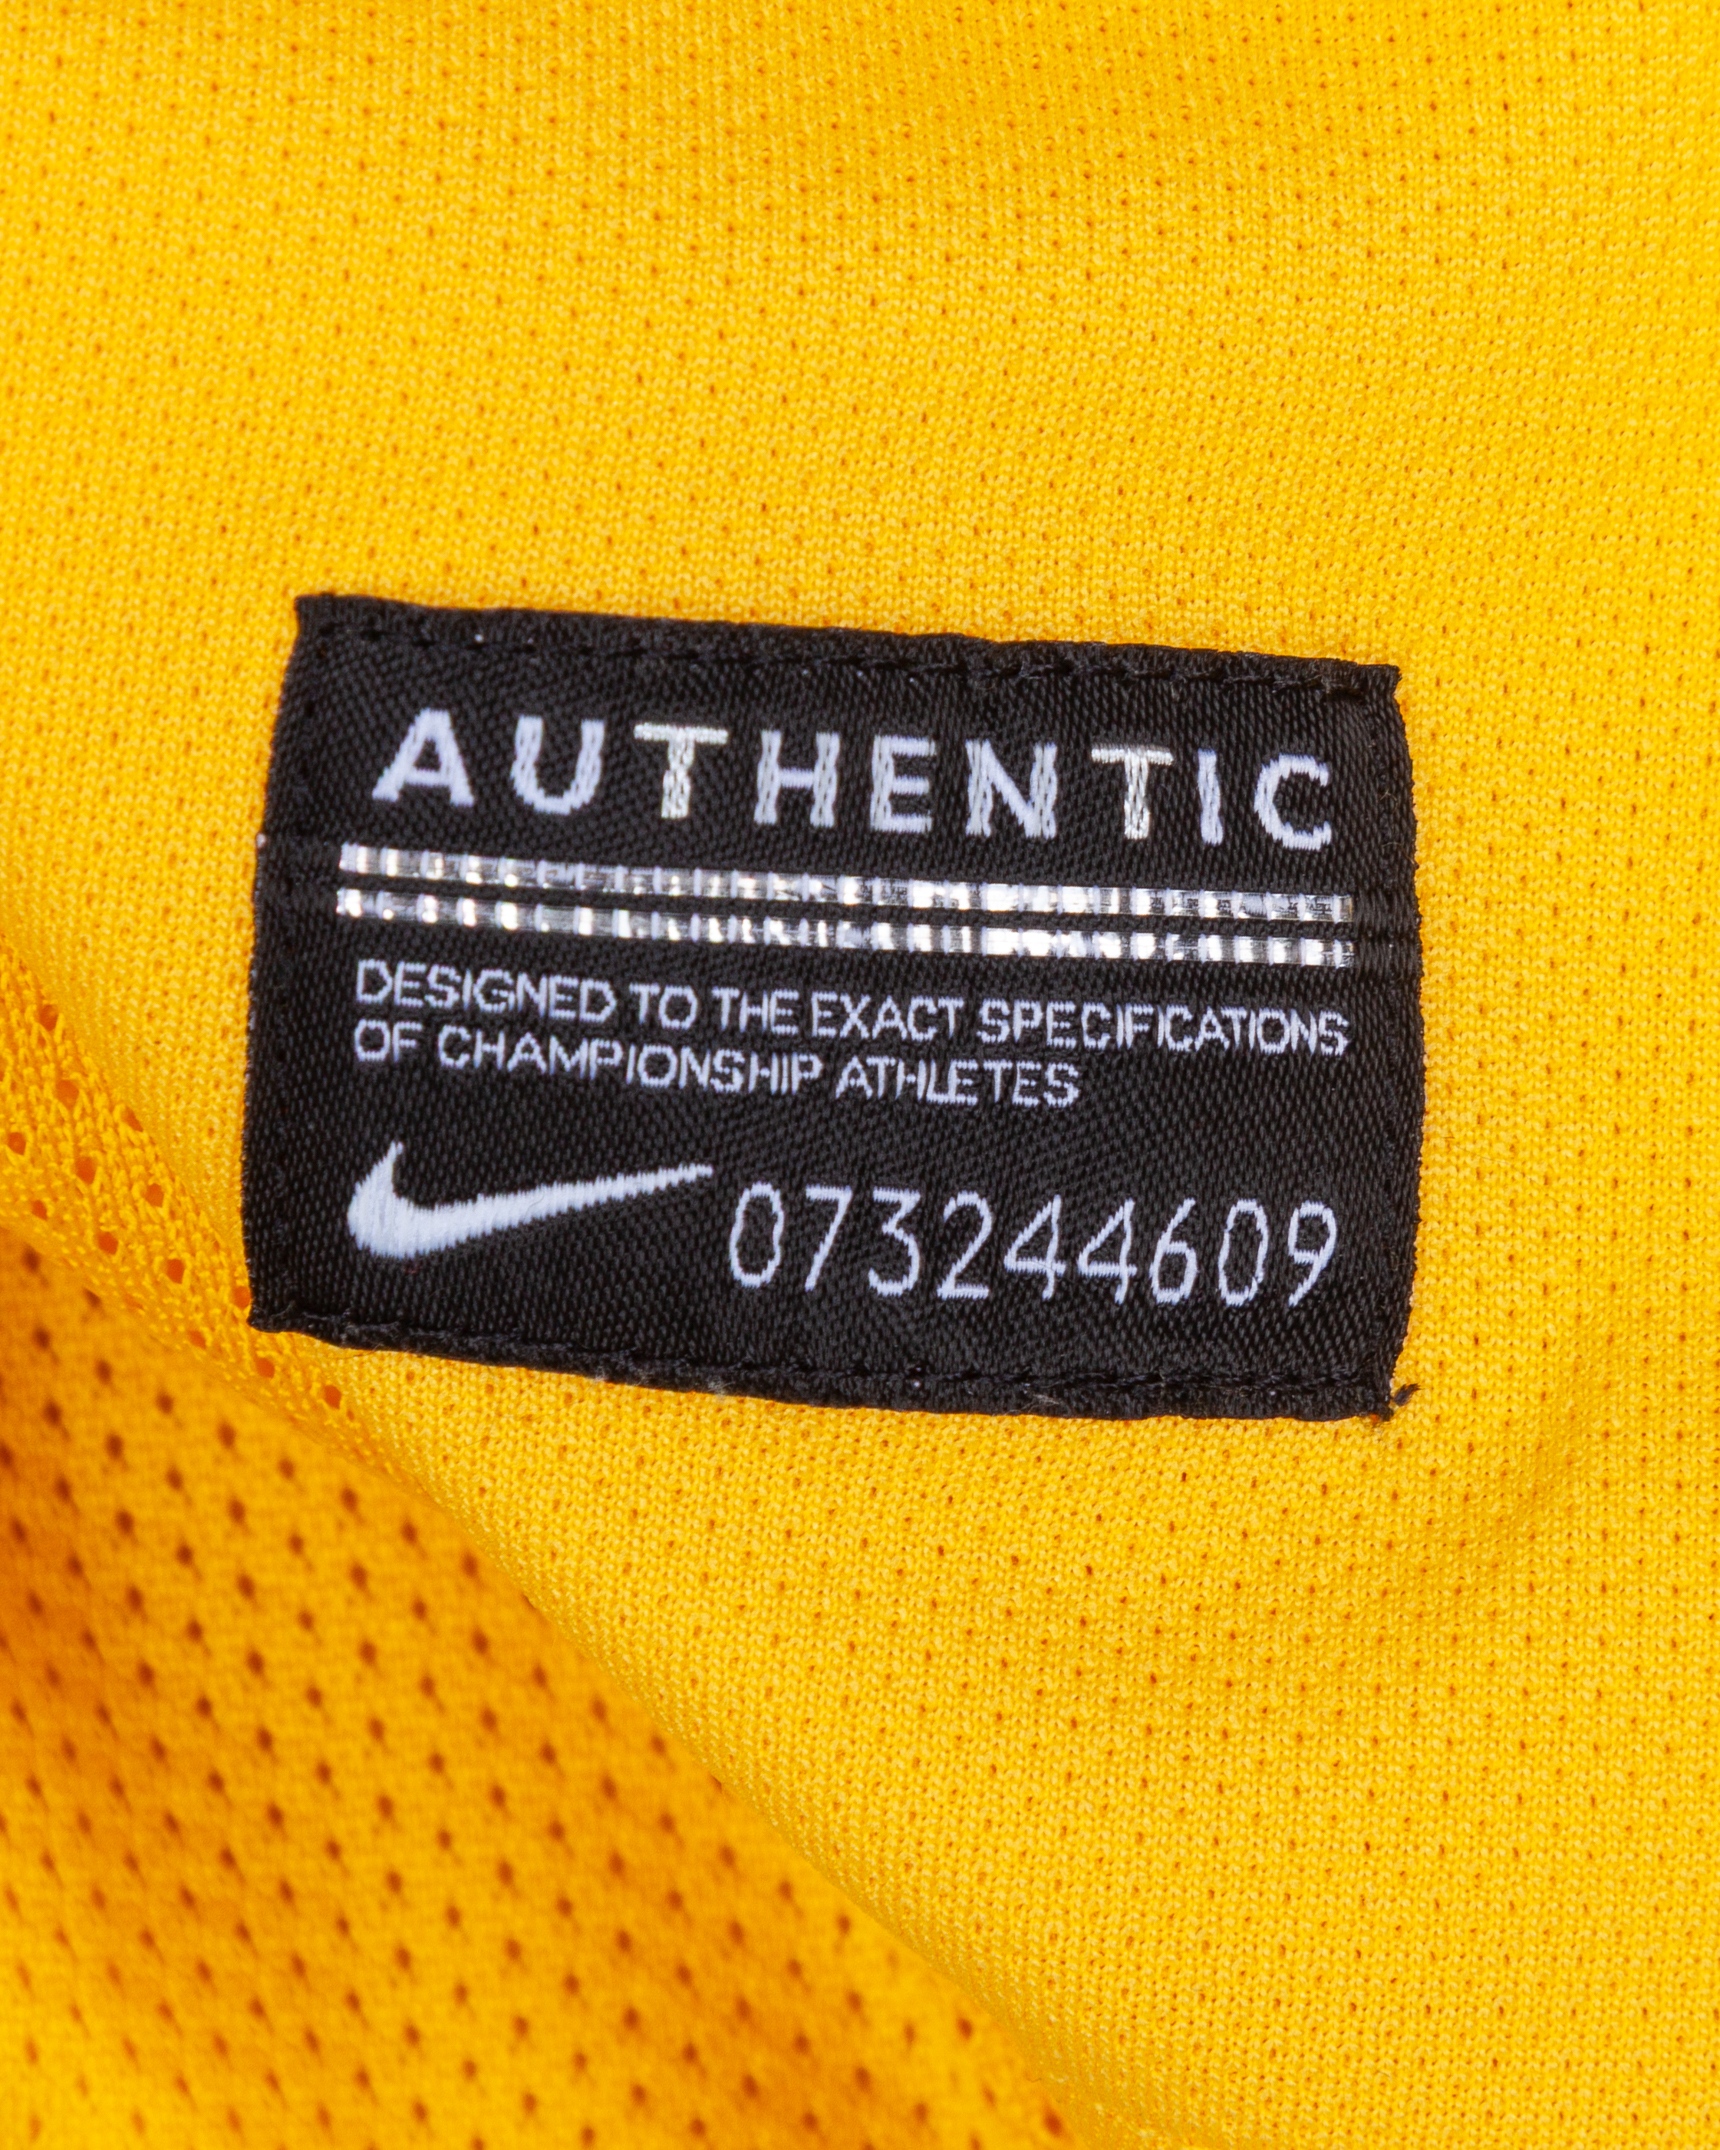 AUTHENTIC
DESIGNED TO THE EXACT SPECIFICATIONS
OF CHAMPIONSHIP ATHLETES
073244609